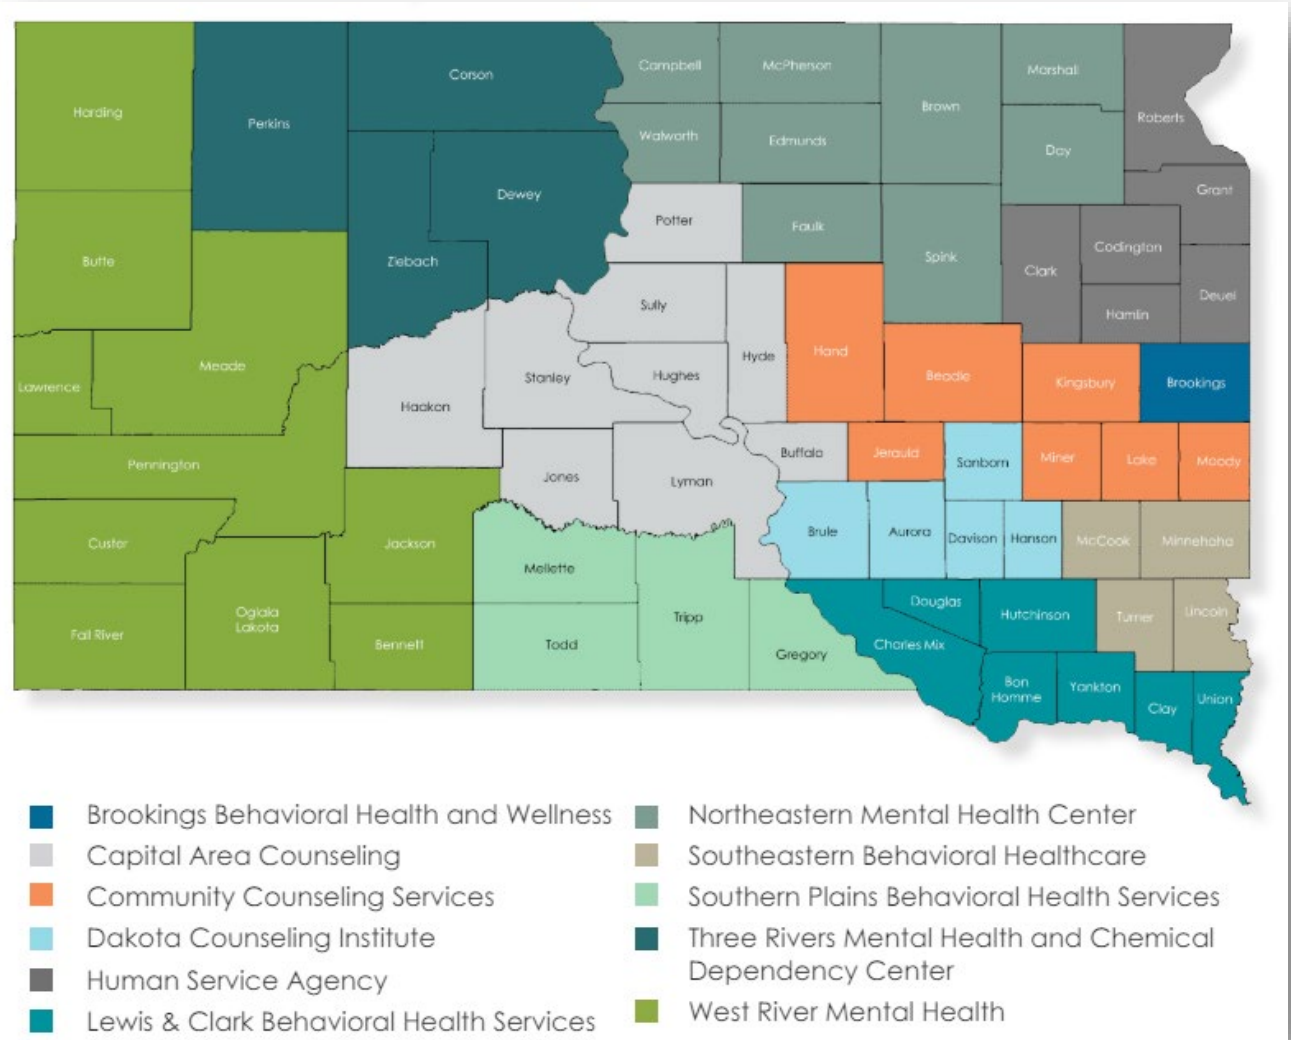 Harding
Perkins
Corson
Campbell
McPherson
Brown
Marshall
Roberts
Walworth
Edmunds
Day
Dewey
Grant
Potter
Faulk
Butte
Ziebach
Spink
Codington
Clark
Deuel
Sully
Hamlin
Hand
Hyde
Meade
Lawrence
Stanley
Hughes
Beadle
Kingsbury
Brookings
Haakon
Pennington
Buffalo
Jerauld
Sanborn
Miner
Lake
Moody
Jones
Lyman
Custer
Jackson
Brule
Aurora
Davison
Hanson
McCook
Minnehaha
Mellette
Oglala
Lakota
Tripp
Douglas
Hutchinson
Turner
Lincoln
Fall River
Bennett
Todd
Gregory
Charles Mix
Bon
Homme
Yankton
Clay
Union
Brookings Behavioral Health and Wellness
Capital Area Counseling
Community Counseling Services
Dakota Counseling Institute
Human Service Agency
Lewis & Clark Behavioral Health Services
Northeastern Mental Health Center
Southeastern Behavioral Healthcare
Southern Plains Behavioral Health Services
Three Rivers Mental Health and Chemical
Dependency Center
West River Mental Health